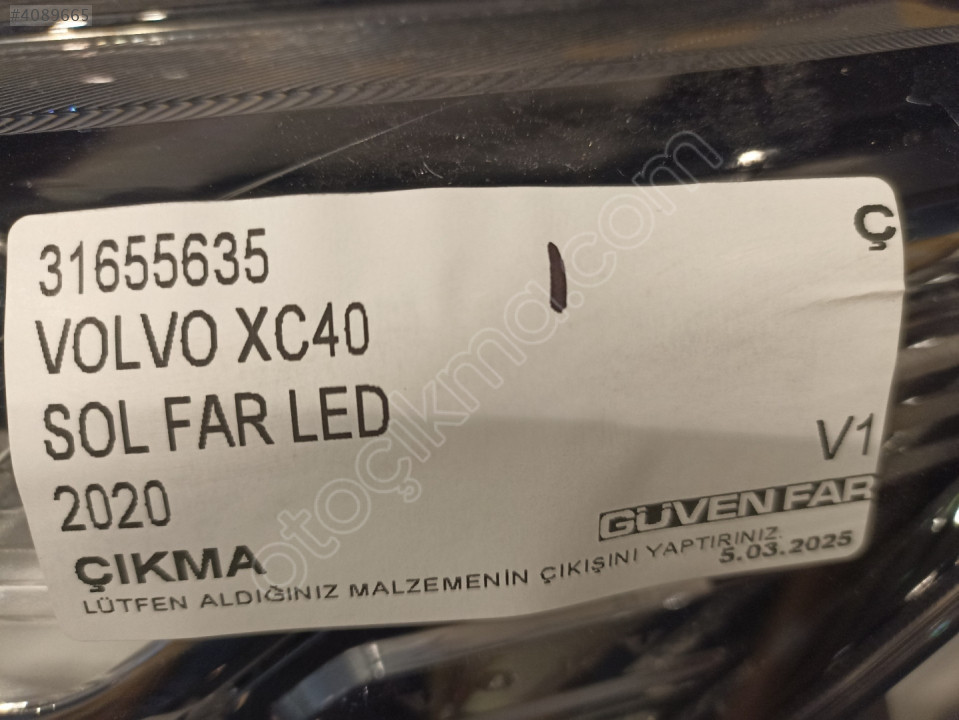 #4089665
31655635
Ç
VOLVO XC40
SOL FAR LED
V1
2020
GÜVEN FAR
ÇIKMA
5.03.2025
LÜTFEN ALDIĞINIZ MALZEMENİN ÇIKIŞINI YAPTIRINIZ.
otoçıkma.com